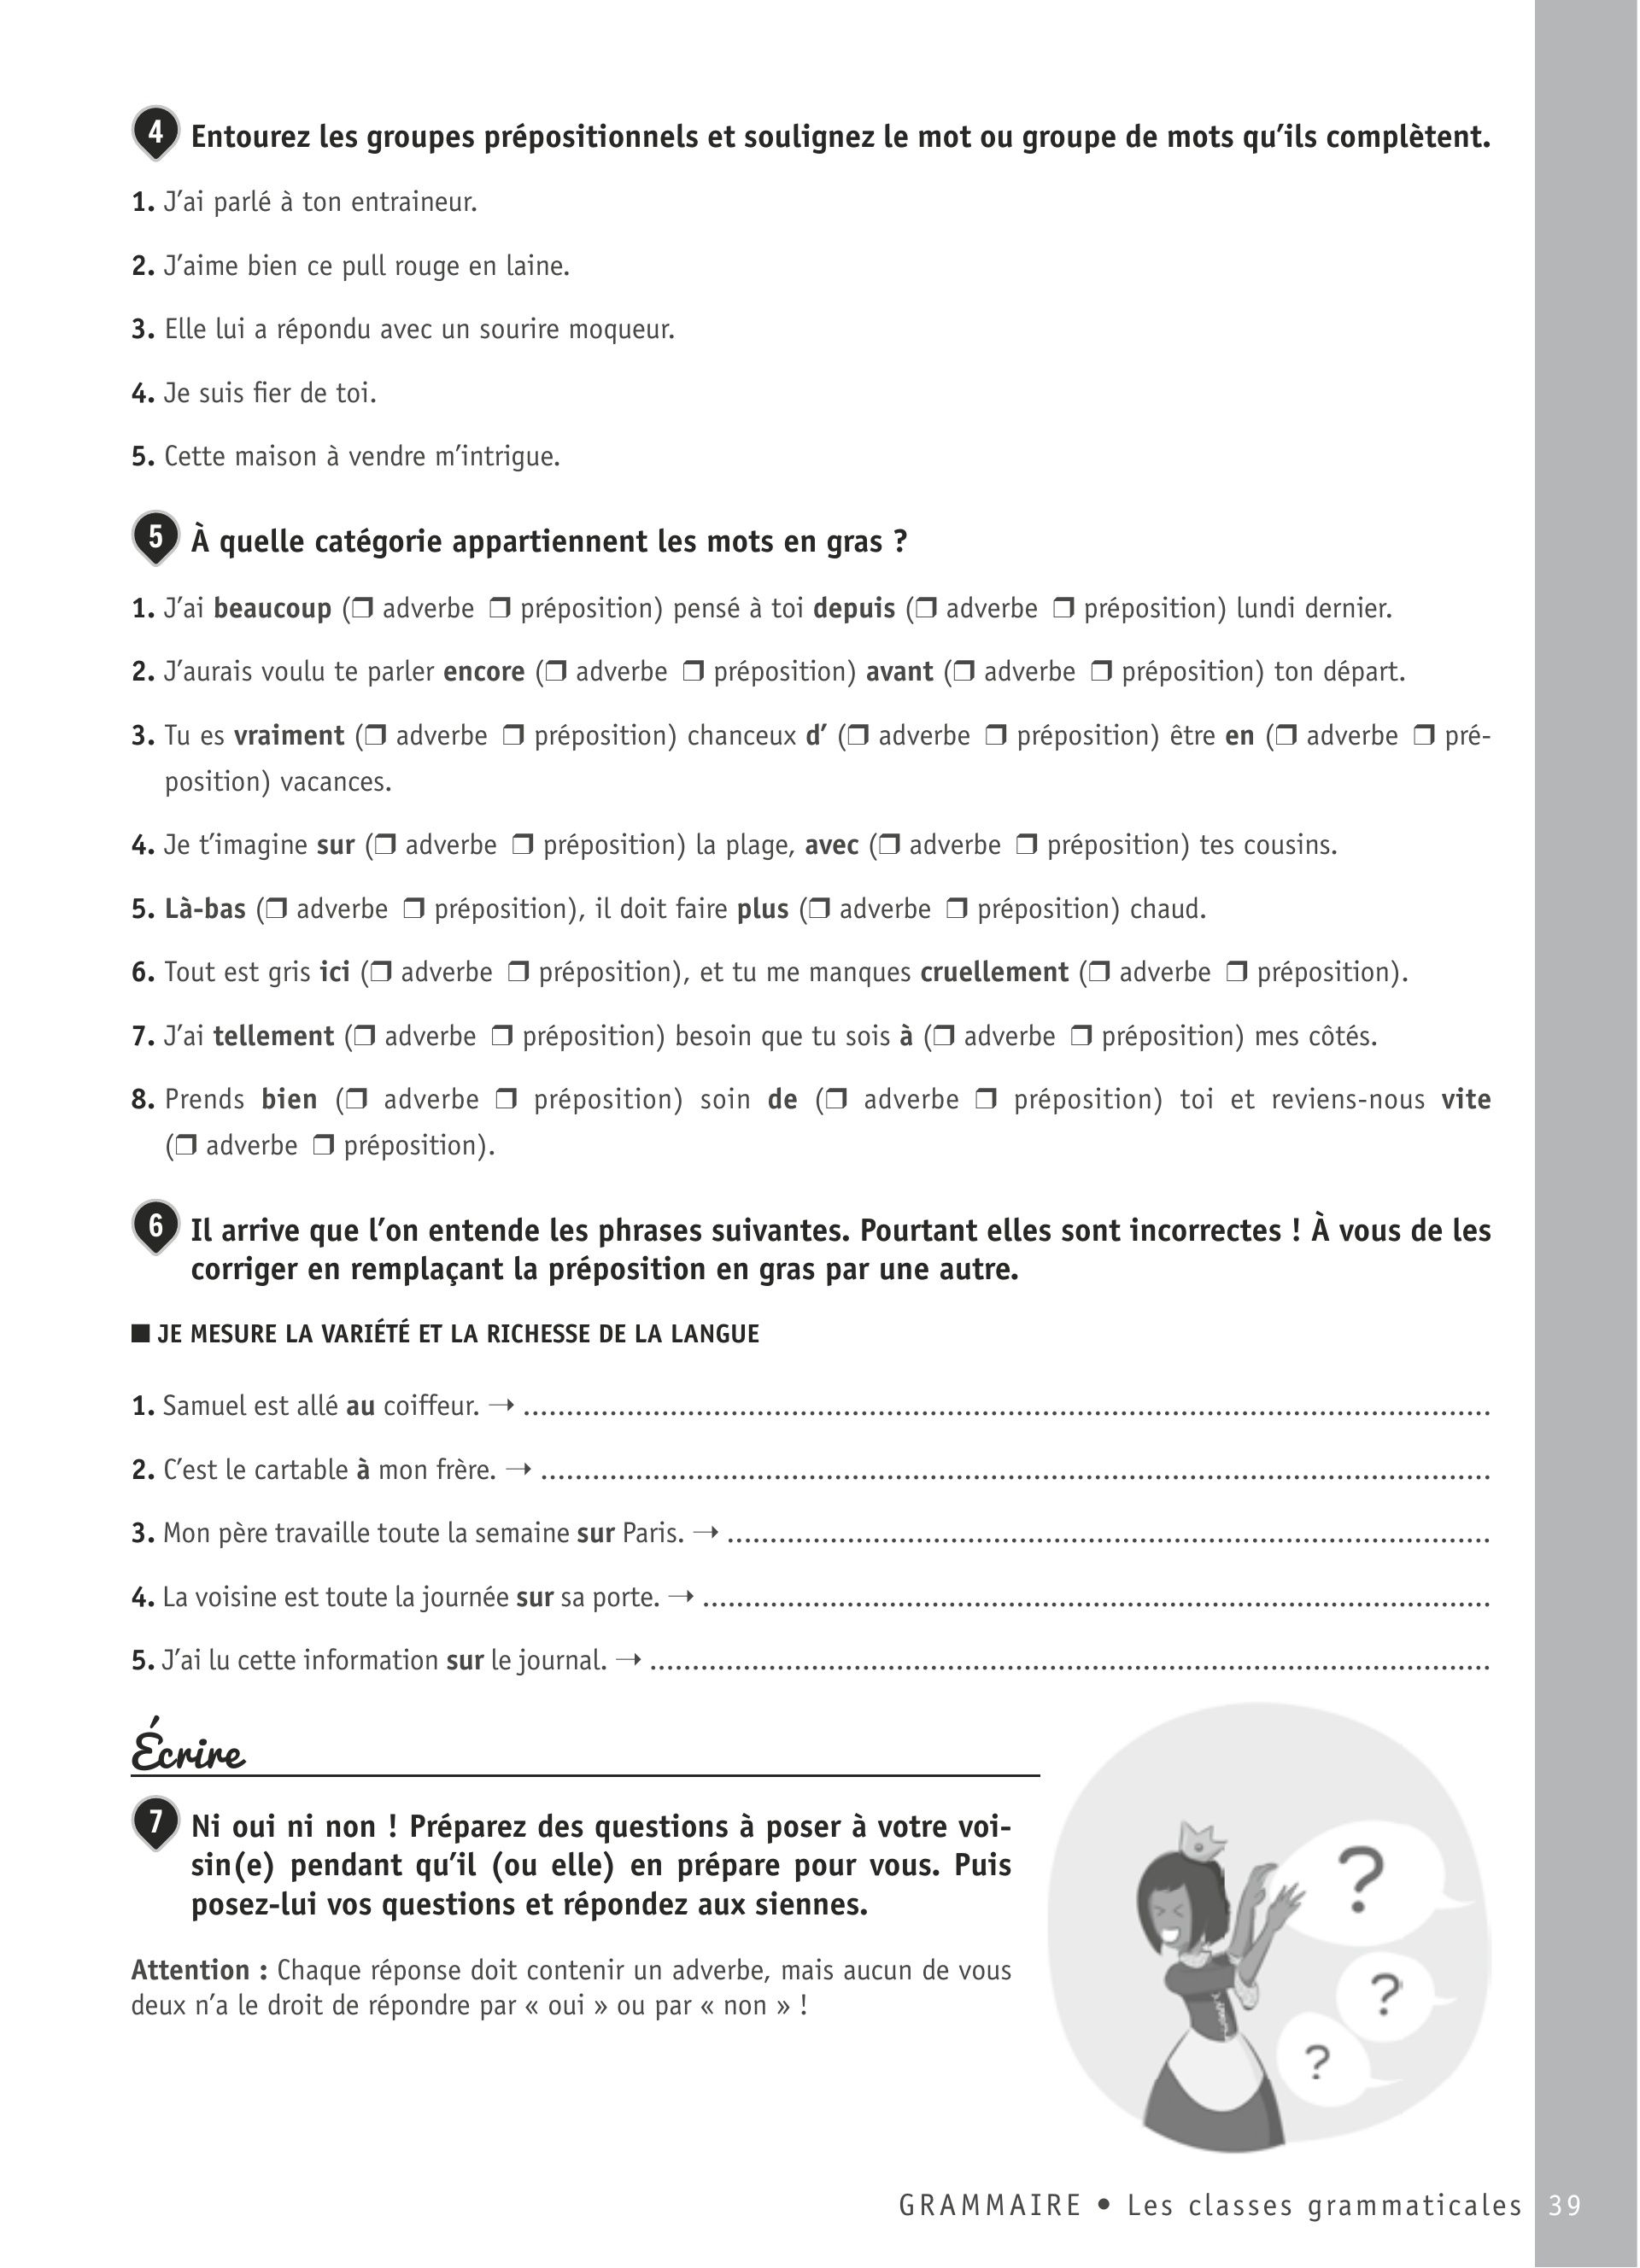 4 Entourez les groupes prépositionnels et soulignez le mot ou groupe de mots qu’ils complètent.
1. J’ai parlé à ton entraineur.
2. J’aime bien ce pull rouge en laine.
3. Elle lui a répondu avec un sourire moqueur.
4. Je suis fier de toi.
5. Cette maison à vendre m’intrigue.
5 À quelle catégorie appartiennent les mots en gras ?
1. J’ai beaucoup (❒ adverbe ❒ préposition) pensé à toi depuis (❒ adverbe ❒ préposition) lundi dernier.
2. J’aurais voulu te parler encore (❒ adverbe ❒ préposition) avant (❒ adverbe ❒ préposition) ton départ.
3. Tu es vraiment (❒ adverbe ❒ préposition) chanceux d’ (❒ adverbe ❒ préposition) être en (❒ adverbe ❒ pré-
position) vacances.
4. Je t’imagine sur (❒ adverbe ❒ préposition) la plage, avec (❒ adverbe ❒ préposition) tes cousins.
5. Là-bas (❒ adverbe ❒ préposition), il doit faire plus (❒ adverbe ❒ préposition) chaud.
6. Tout est gris ici (❒ adverbe ❒ préposition), et tu me manques cruellement (❒ adverbe ❒ préposition).
7. J’ai tellement (❒ adverbe ❒ préposition) besoin que tu sois à (❒ adverbe ❒ préposition) mes côtés.
8. Prends bien (❒ adverbe ❒ préposition) soin de (❒ adverbe ❒ préposition) toi et reviens-nous vite
(❒ adverbe ❒ préposition).
6 Il arrive que l’on entende les phrases suivantes. Pourtant elles sont incorrectes ! À vous de les
corriger en remplaçant la préposition en gras par une autre.
■ JE MESURE LA VARIÉTÉ ET LA RICHESSE DE LA LANGUE
1. Samuel est allé au coiffeur. → ..........
2. C’est le cartable à mon frère. → ..........
3. Mon père travaille toute la semaine sur Paris. → ..........
4. La voisine est toute la journée sur sa porte. → ..........
5. J’ai lu cette information sur le journal. → ..........
Écrire
7 Ni oui ni non ! Préparez des questions à poser à votre voi-
sin(e) pendant qu’il (ou elle) en prépare pour vous. Puis
posez-lui vos questions et répondez aux siennes.
Attention : Chaque réponse doit contenir un adverbe, mais aucun de vous
deux n’a le droit de répondre par « oui » ou par « non » !
?
?
?
GRAMMAIRE • Les classes grammaticales 39